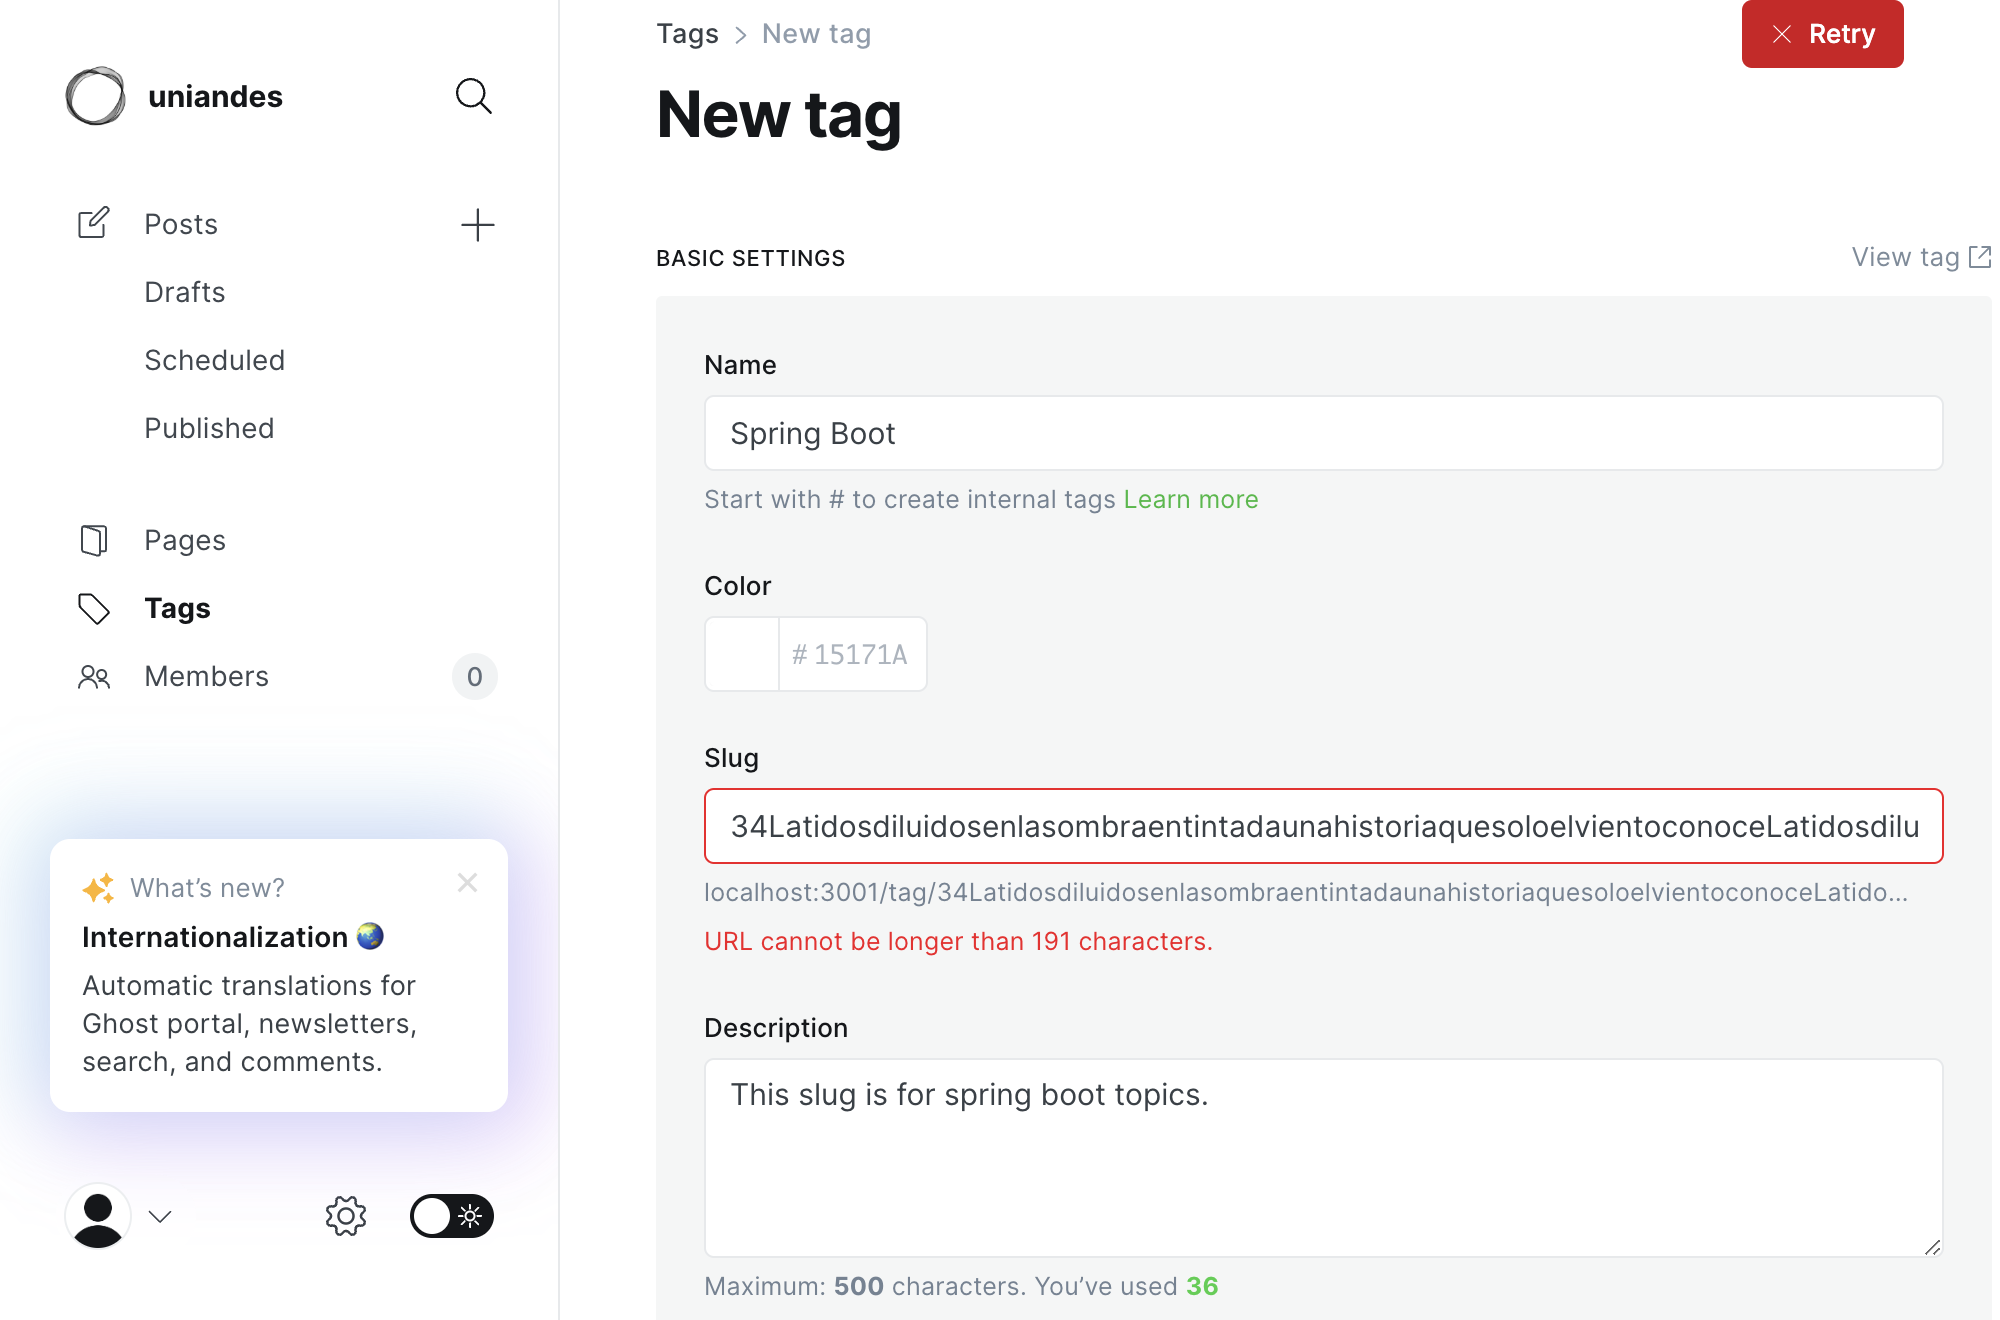 uniandes
Posts
Drafts
Scheduled
Published
Pages
Tags
Members
0
What’s new?
Internationalization
Automatic translations for
Ghost portal, newsletters,
search, and comments.
Tags > New tag
Retry
New tag
BASIC SETTINGS
View tag
Name
Spring Boot
Start with # to create internal tags Learn more
Color
# 15171A
Slug
34LatidosdiluidosenlasombraentintadaunahistoriaquesoloelvientoconoceLatidosdilu
localhost:3001/tag/34LatidosdiluidosenlasombraentintadaunahistoriaquesoloelvientoconoceLatido...
URL cannot be longer than 191 characters.
Description
This slug is for spring boot topics.
Maximum: 500 characters. You’ve used 36